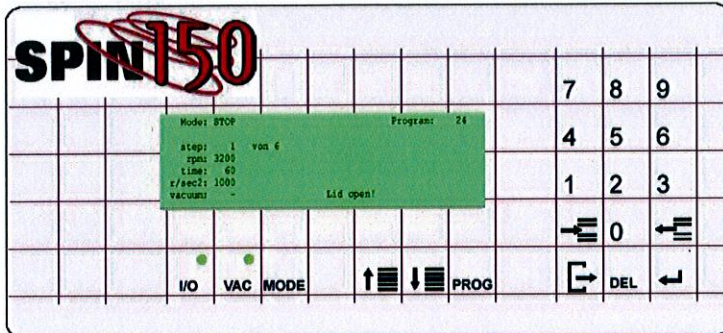 SPIN150
Mode: STOP Program: 24
step: 1 von 6
rpm: 3200
time: 60
r/sec2: 1000
vacuum: - Lid open!
7 8 9
4 5 6
1 2 3
0
I/O VAC MODE PROG DEL